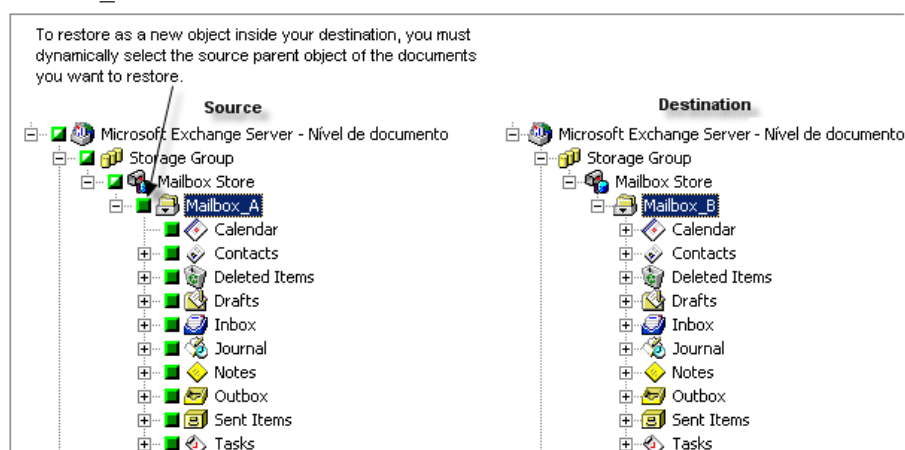 To restore as a new object inside your destination, you must
dynamically select the source parent object of the documents
you want to restore.
Source
Microsoft Exchange Server - Nível de documento
Storage Group
Mailbox Store
Mailbox_A
Calendar
Contacts
Deleted Items
Drafts
Inbox
Journal
Notes
Outbox
Sent Items
Tasks
Destination
Microsoft Exchange Server - Nível de documento
Storage Group
Mailbox Store
Mailbox_B
Calendar
Contacts
Deleted Items
Drafts
Inbox
Journal
Notes
Outbox
Sent Items
Tasks